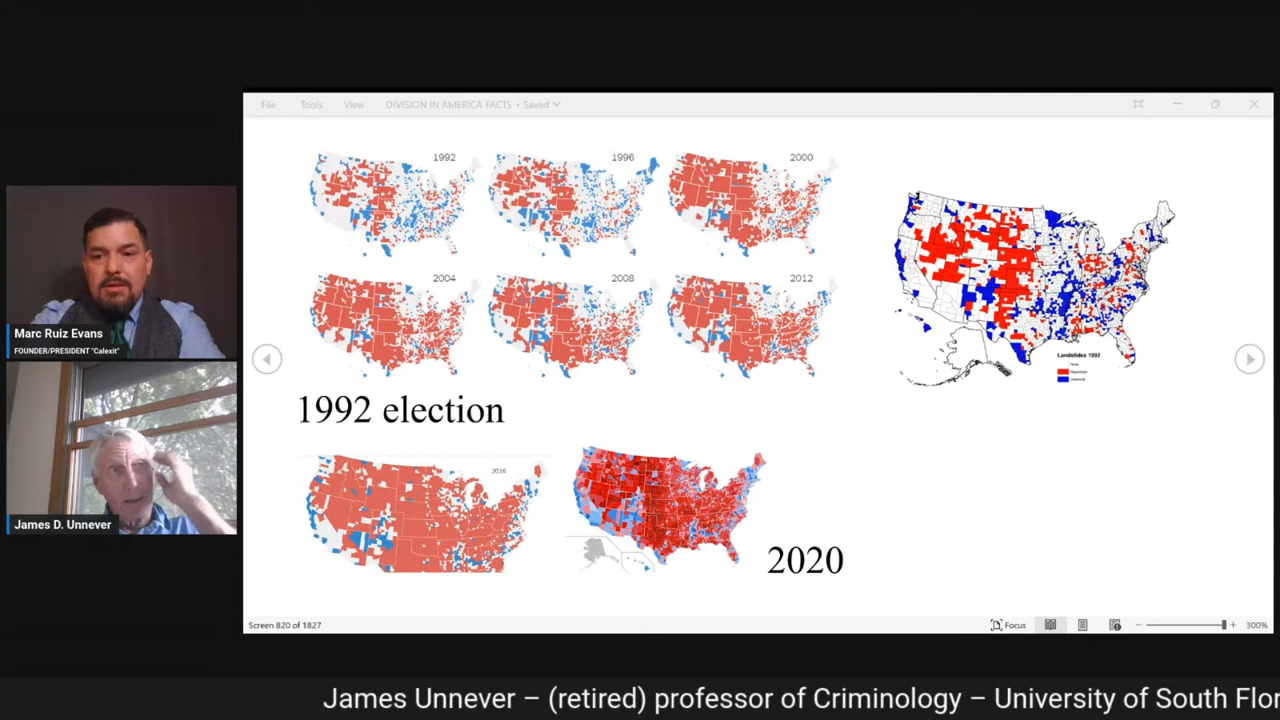 File Tools View DIVISION IN AMERICA FACTS • Saved
1992
1996
2000
2004
2008
2012
Landslides 1992
Republican
1992 election
2016
2020
Marc Ruiz Evans
FOUNDER/PRESIDENT "Calexit"
James D. Unnever
Screen 820 of 1827
Focus
300%
James Unnever – (retired) professor of Criminology – University of South Flor